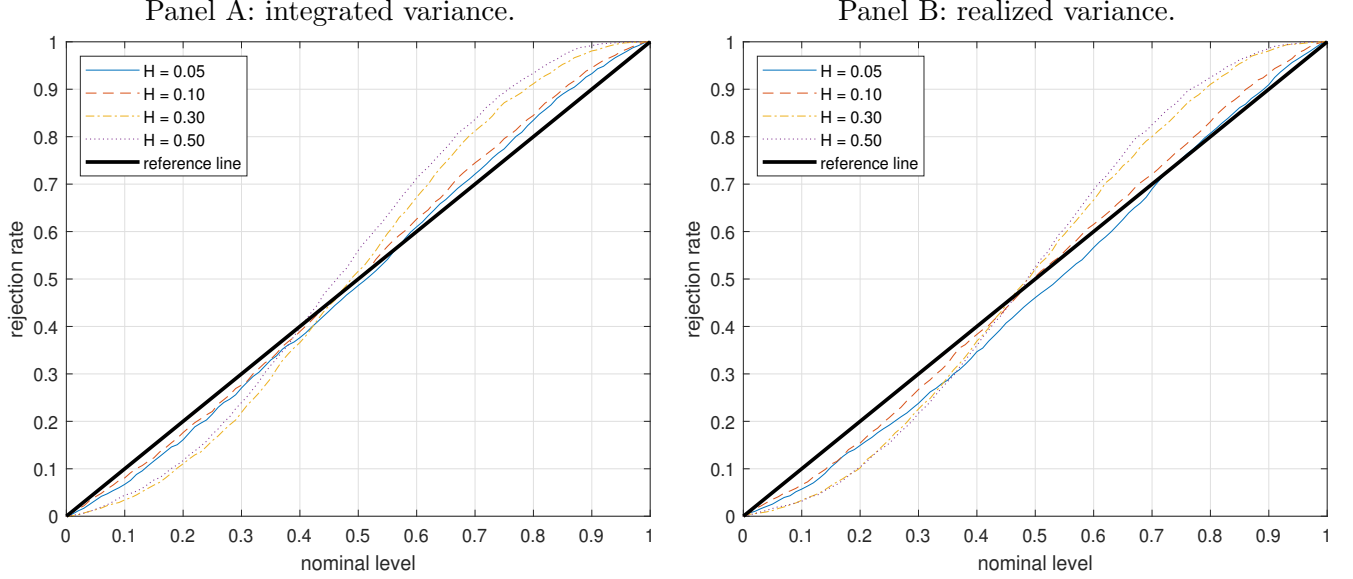 Panel A: integrated variance.
1
0.9
0.8
0.7
0.6
0.5
0.4
0.3
0.2
0.1
0
rejection rate
H = 0.05
H = 0.10
H = 0.30
H = 0.50
reference line
0 0.1 0.2 0.3 0.4 0.5 0.6 0.7 0.8 0.9 1
nominal level
Panel B: realized variance.
1
0.9
0.8
0.7
0.6
0.5
0.4
0.3
0.2
0.1
0
rejection rate
H = 0.05
H = 0.10
H = 0.30
H = 0.50
reference line
0 0.1 0.2 0.3 0.4 0.5 0.6 0.7 0.8 0.9 1
nominal level